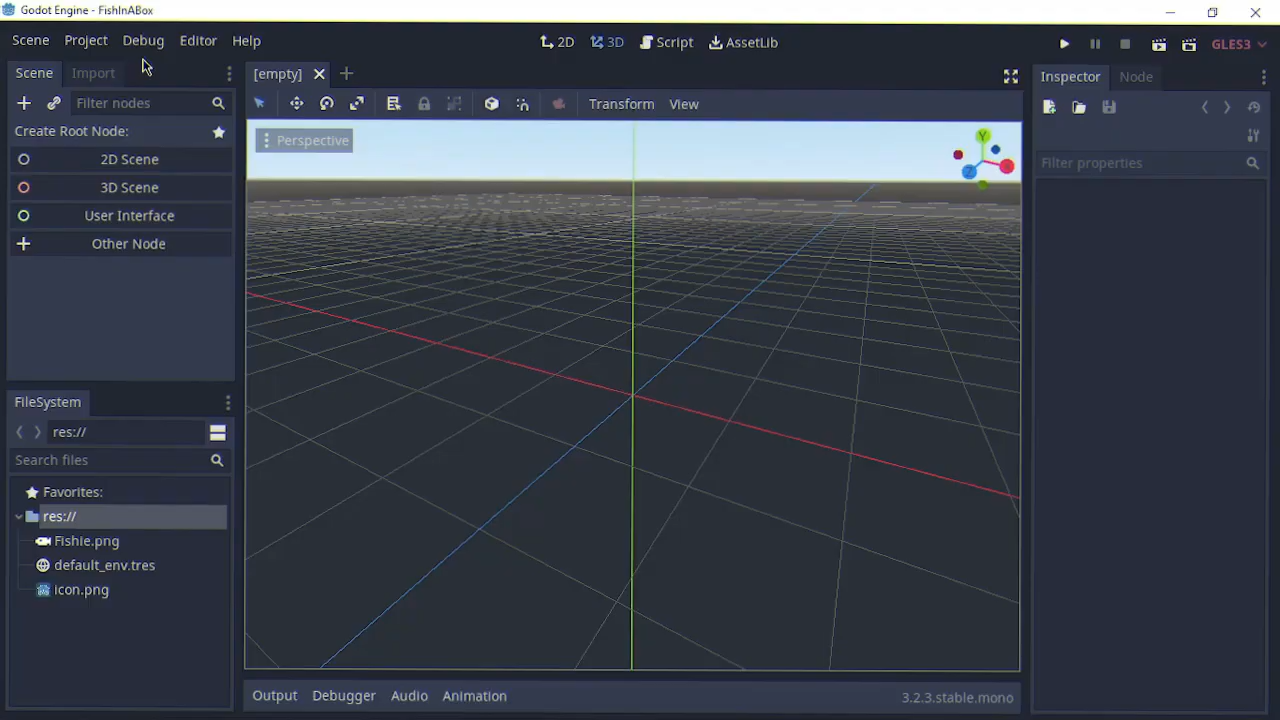 Godot Engine - FishInABox
Scene Project Debug Editor Help
2D 3D Script AssetLib
GLES3
Scene Import
Filter nodes
Create Root Node:
2D Scene
3D Scene
User Interface
Other Node
FileSystem
res://
Search files
Favorites:
res://
Fishie.png
default_env.tres
icon.png
[empty]
Transform View
Perspective
Y
X
Z
Output Debugger Audio Animation
3.2.3.stable.mono
Inspector Node
Filter properties